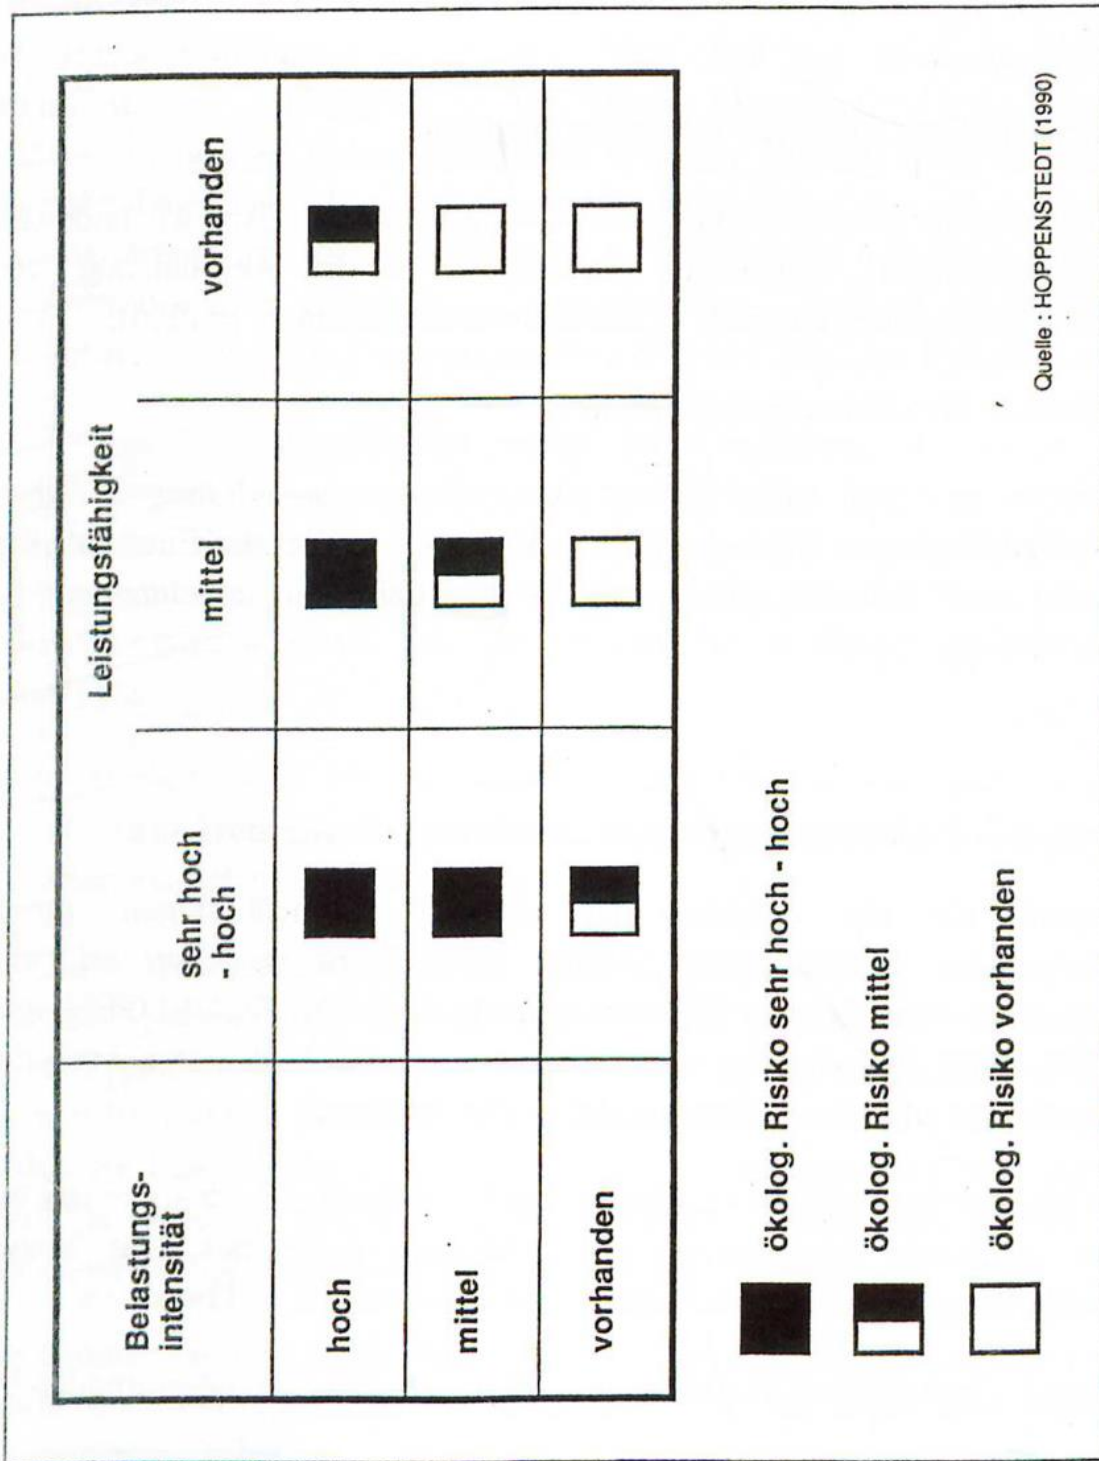 Belastungs-
intensität
Leistungsfähigkeit
sehr hoch
- hoch
mittel
vorhanden
hoch
mittel
vorhanden
ökolog. Risiko sehr hoch - hoch
ökolog. Risiko mittel
ökolog. Risiko vorhanden
Quelle : HOPPENSTEDT (1990)